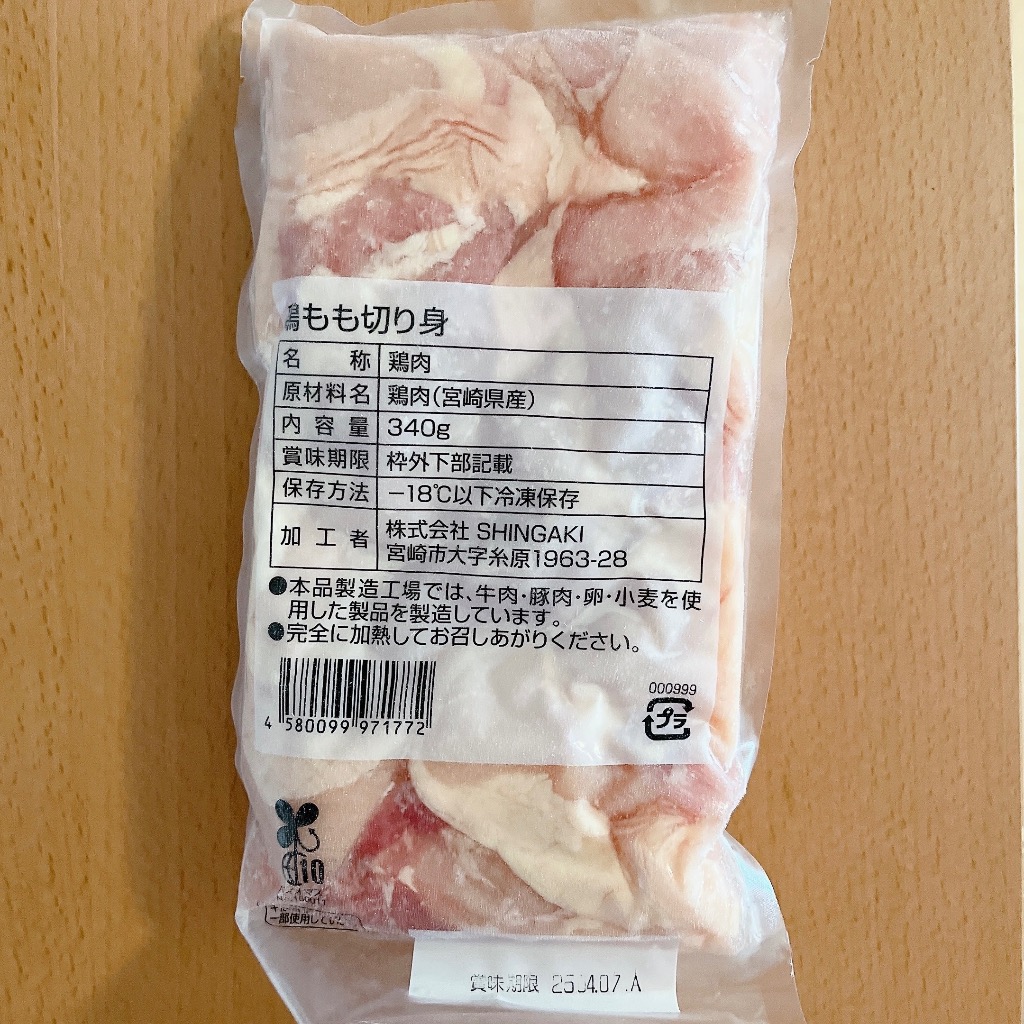 鶏もも切り身
名称 鶏肉
原材料名 鶏肉(宮崎県産)
内容量 340g
賞味期限 枠外下部記載
保存方法 −18℃以下冷凍保存
加工者 株式会社 SHINGAKI
宮崎市大字糸原1963-28
●本品製造工場では、牛肉・豚肉・卵・小麦を使
用した製品を製造しています。
●完全に加熱してお召しあがりください。
000999
プラ
4 580099 971772
賞味期限